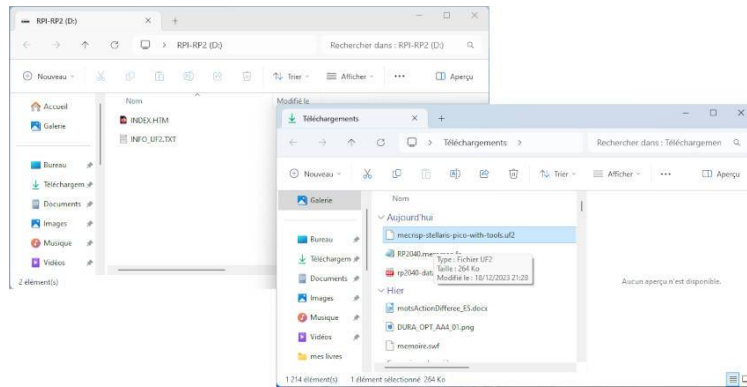 RPI-RP2 (D:)
RPI-RP2 (D:)
Rechercher dans : RPI-RP2 (D:)
Nouveau
Trier
Afficher
Aperçu
Accueil
Galerie
Bureau
Téléchargem
Documents
Images
Musique
Vidéos
Nom
Modifié le
INDEX.HTM
INFO_UF2.TXT
2 élément(s)
Téléchargements
Téléchargements
Rechercher dans : Téléchargemen
Nouveau
Trier
Afficher
Aperçu
Galerie
Bureau
Téléchargem
Documents
Images
Musique
Vidéos
mes livres
Nom
Aujourd'hui
mecrisp-stellaris-pico-with-tools.uf2
Type : Fichier UF2
Taille : 264 Ko
Modifié le : 18/12/2023 21:28
Hier
motsActionDifferee_ES.docx
DURA_OPT_AA4_01.png
memoire.swf
Aucun aperçu n'est disponible.
1 214 élément(s)
1 élément sélectionné 264 Ko